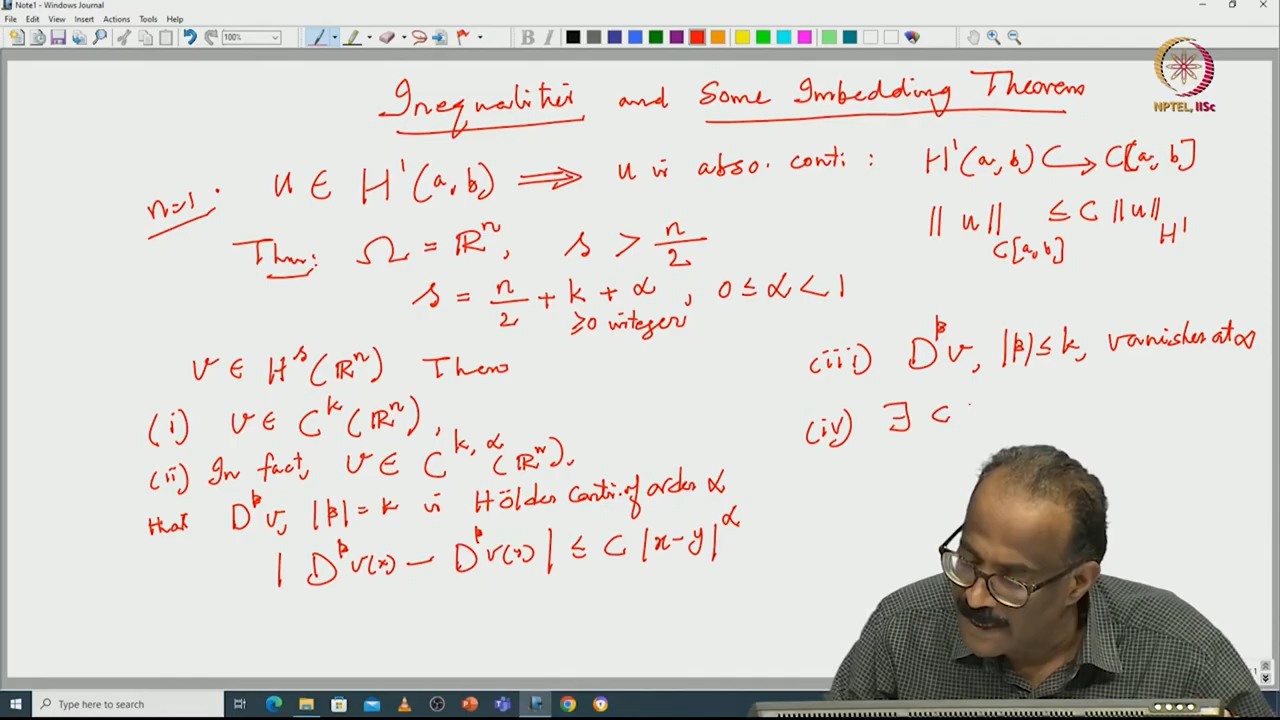 Note1 - Windows Journal
File Edit View Insert Actions Tools Help
100%
B I
NPTEL, IISc
Inequalities and Some Imbedding Theorems
n=1: u ∈ H¹(a, b) ⟹ u is abso. conti :
H¹(a, b) ↪ C[a, b]
‖u‖_{C[a, b]} ≤ C ‖u‖_{H¹}
Thm: Ω = ℝⁿ, s > n/2
s = n/2 + k + α, 0 ≤ α < 1
≥0 integer
v ∈ H^s(ℝⁿ) Then
(i) v ∈ C^k(ℝⁿ),
(ii) In fact, v ∈ C^{k, α}(ℝⁿ),
that D^β v, |β| = k is Hölder conti. of order α
| D^β v(x) − D^β v(y) | ≤ C |x−y|^α
(iii) D^β v, |β| ≤ k, vanishes at ∞
(iv) ∃ C
Type here to search